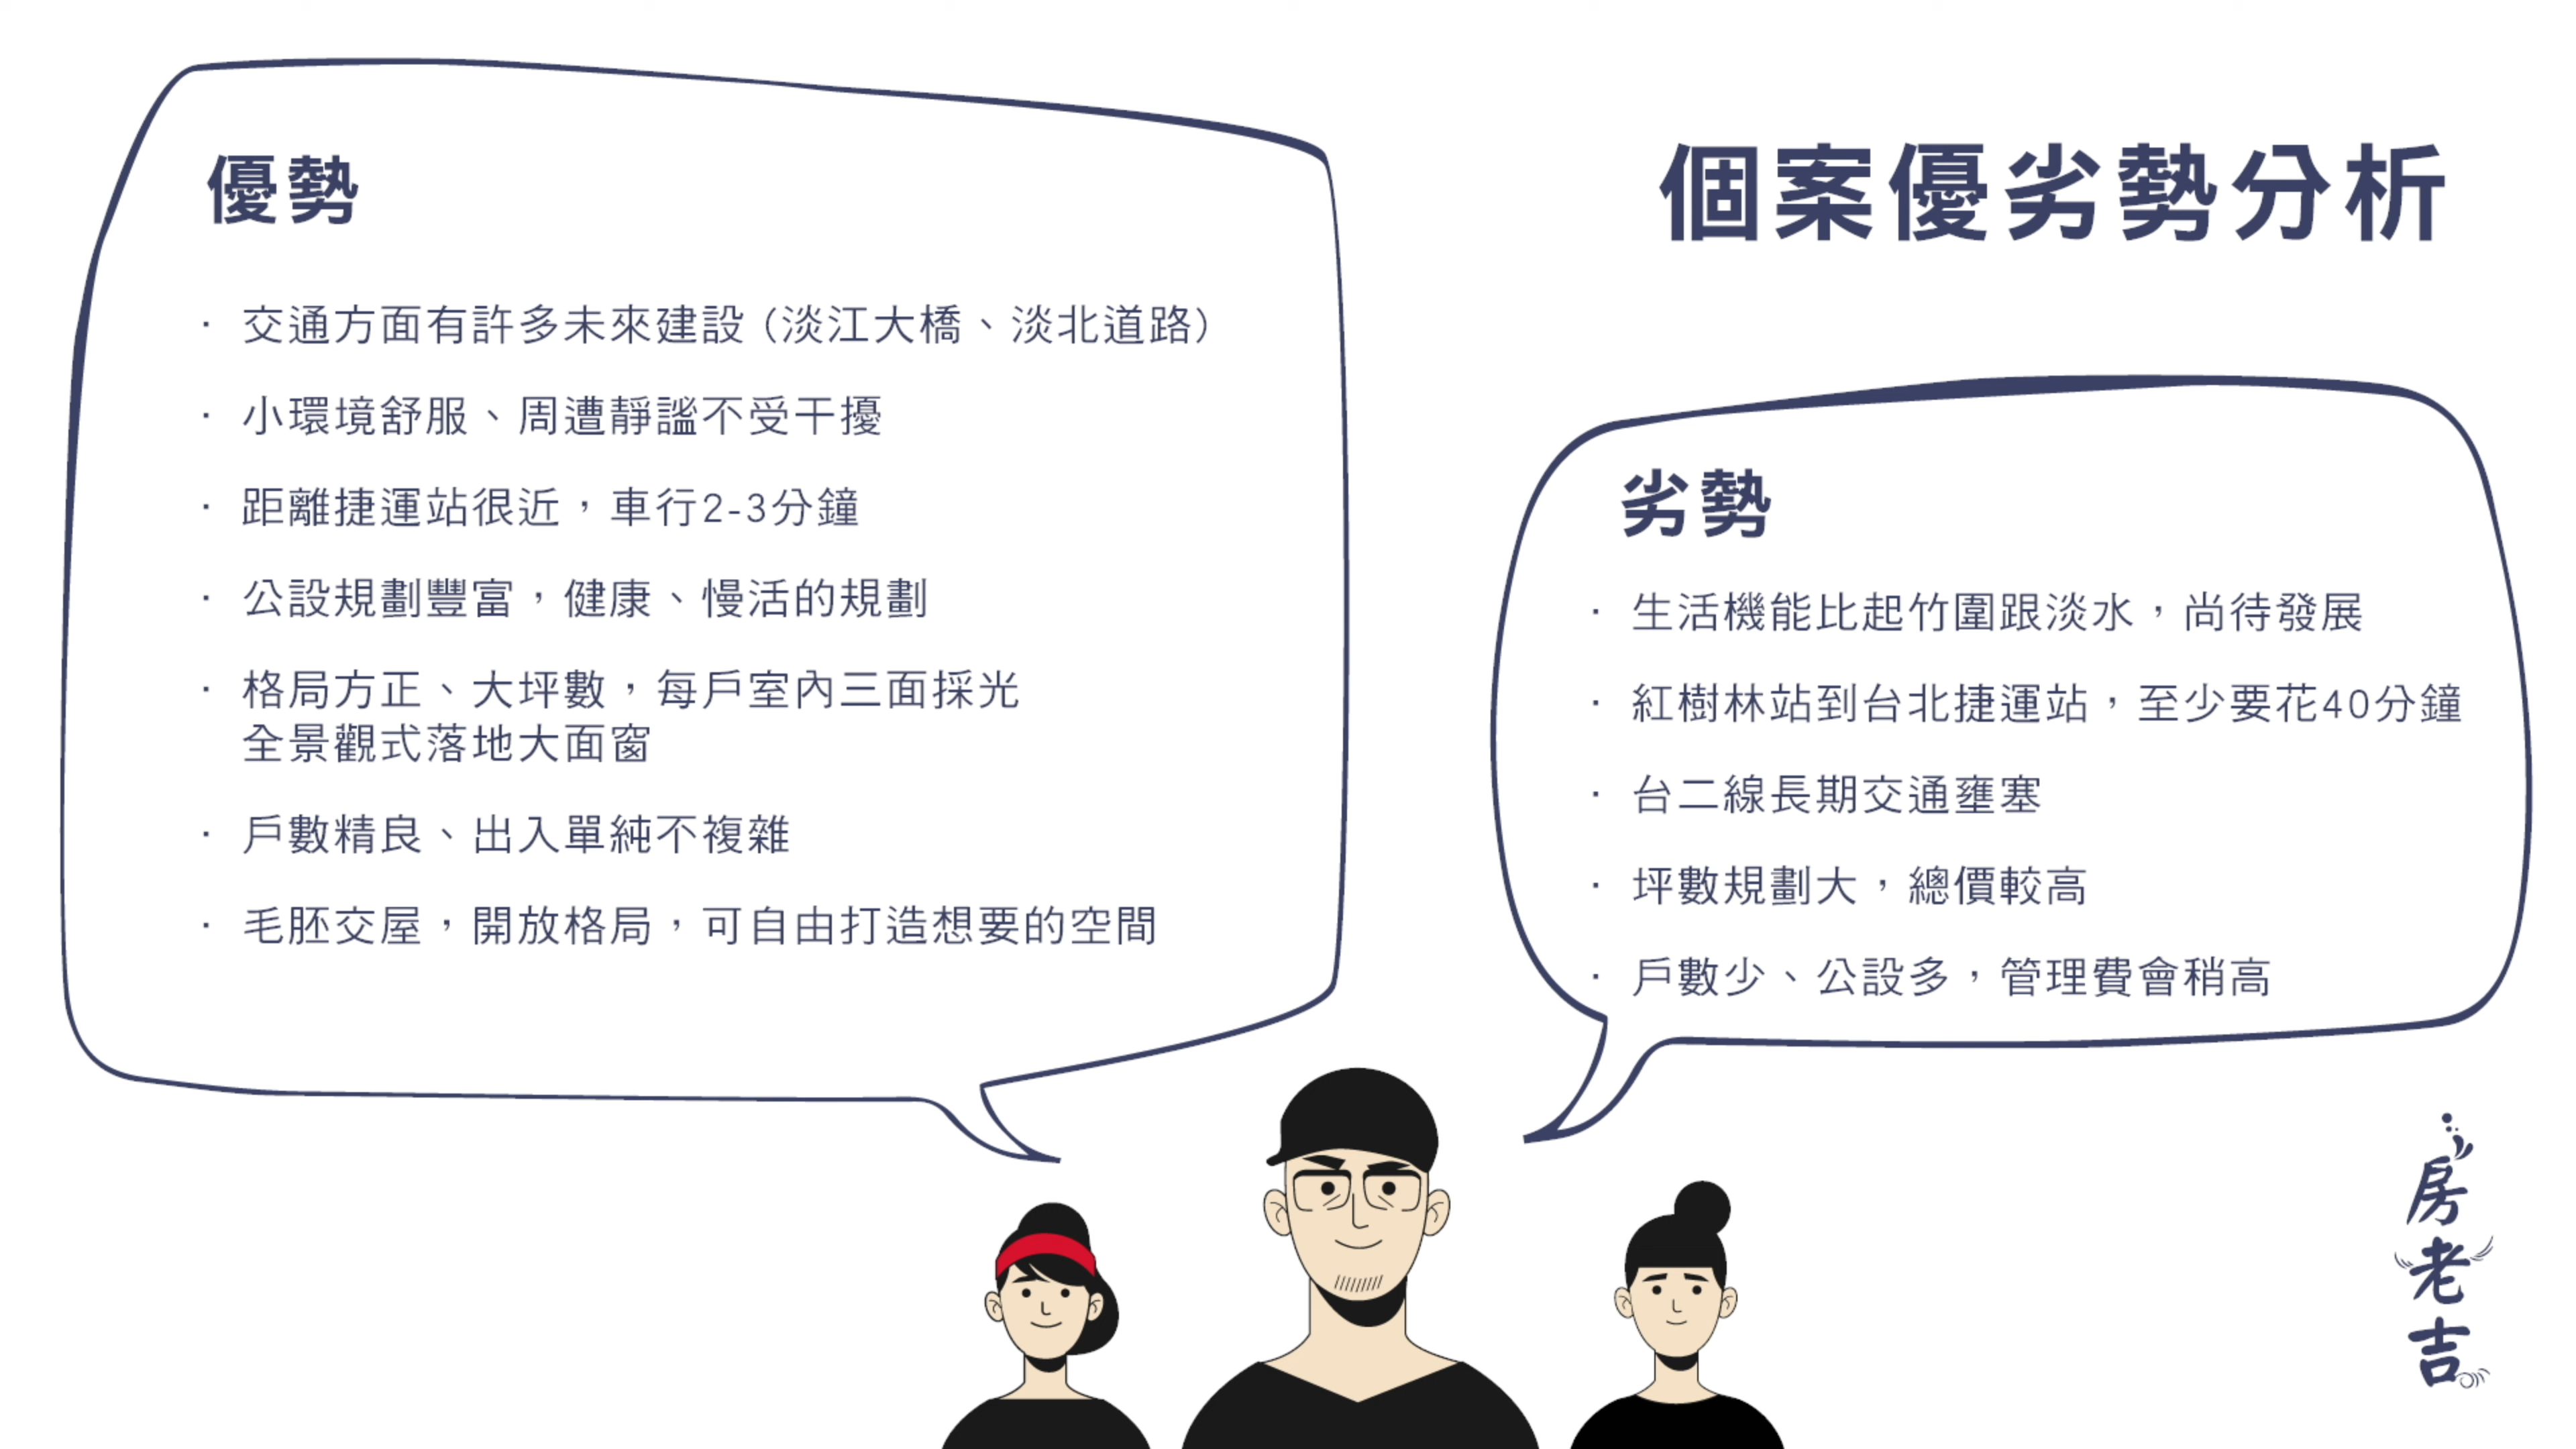 個案優劣勢分析
優勢
· 交通方面有許多未來建設 (淡江大橋、淡北道路)
· 小環境舒服、周遭靜謐不受干擾
· 距離捷運站很近，車行2-3分鐘
· 公設規劃豐富，健康、慢活的規劃
· 格局方正、大坪數，每戶室內三面採光
全景觀式落地大面窗
· 戶數精良、出入單純不複雜
· 毛胚交屋，開放格局，可自由打造想要的空間
劣勢
· 生活機能比起竹圍跟淡水，尚待發展
· 紅樹林站到台北捷運站，至少要花40分鐘
· 台二線長期交通壅塞
· 坪數規劃大，總價較高
· 戶數少、公設多，管理費會稍高
房老吉